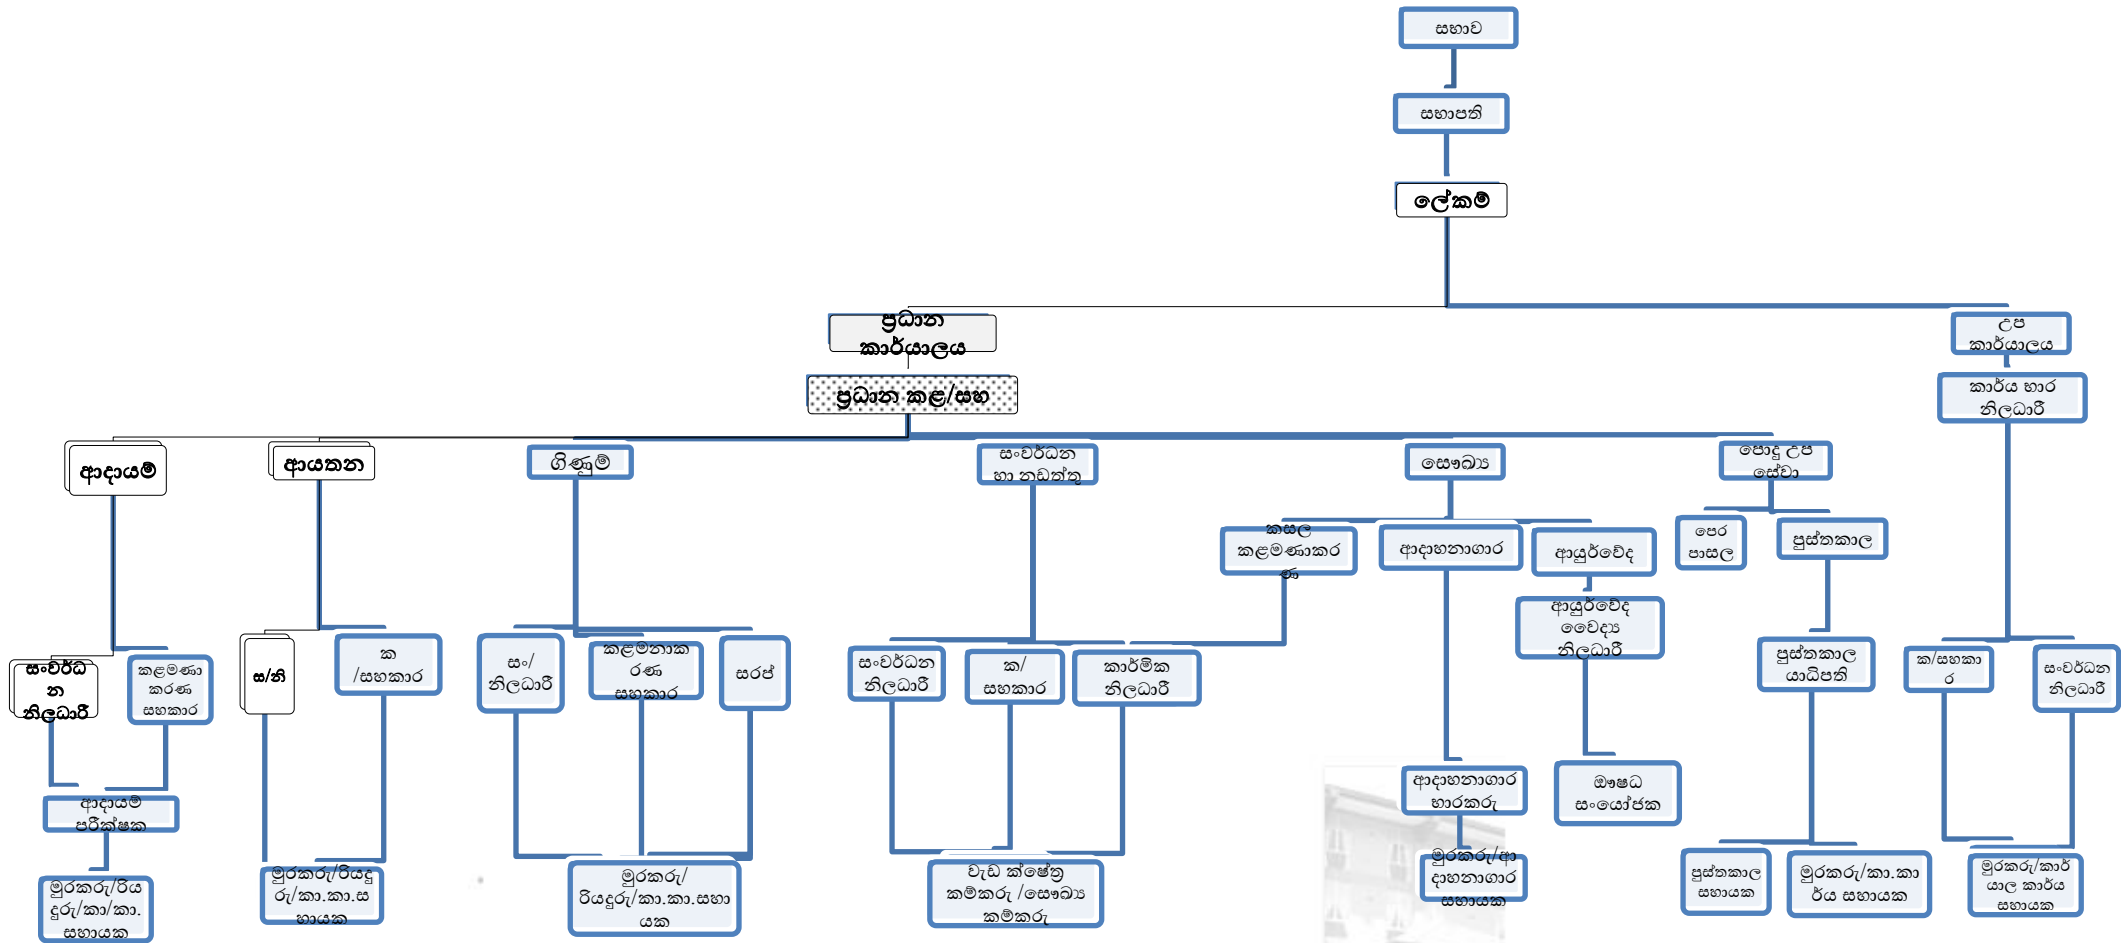 සභාව
සභාපති
ලේකම්
ප්‍රධාන
කාර්යාලය
උප
කාර්යාලය
ප්‍රධාන කළ/සහ
කාර්ය භාර
නිලධාරී
ආදායම්
ආයතන
ගිණුම්
සංවර්ධන
හා නඩත්තු
සෞඛ්‍ය
පොදු උප
සේවා
කසල
කළමණාකර
ණ
ආදාහනාගාර
ආයුර්වේද
පෙර
පාසල
පුස්තකාල
ආයුර්වේද
වෛද්‍ය
නිලධාරී
සංවර්ධ
න
නිලධාරී
කළමණා
කරණ
සහකාර
ස/නි
ක
/සහකාර
සං/
නිලධාරී
කළමනාක
රණ
සහකාර
සරප්
සංවර්ධන
නිලධාරී
ක/
සහකාර
කාර්මික
නිලධාරී
පුස්තකාල
යාධිපති
ක/සහකා
ර
සංවර්ධන
නිලධාරී
ආදායම්
පරීක්ෂක
ආදාහනාගාර
භාරකරු
ඖෂධ
සංයෝජක
මුරකරු/රිය
දුරු/කා/කා.
සහායක
මුරකරු/රියදු
රු/කා.කා.ස
හායක
මුරකරු/
රියදුරු/කා.කා.සහා
යක
වැඩ ක්ෂේත්‍ර
කම්කරු /සෞඛ්‍ය
කම්කරු
මුරකරු/ආ
දාහනාගාර
සහායක
පුස්තකාල
සහායක
මුරකරු/කා.කා
ර්ය සහායක
මුරකරු/කාර්
යාල කාර්ය
සහායක